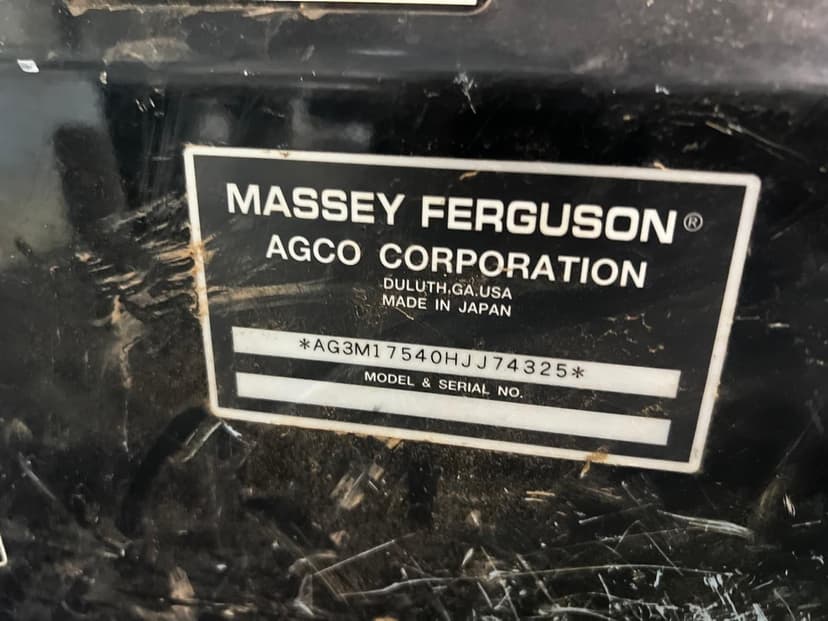 MASSEY FERGUSON®
AGCO CORPORATION
DULUTH,GA.USA
MADE IN JAPAN
*AG3M17540HJJ74325*
MODEL & SERIAL NO.